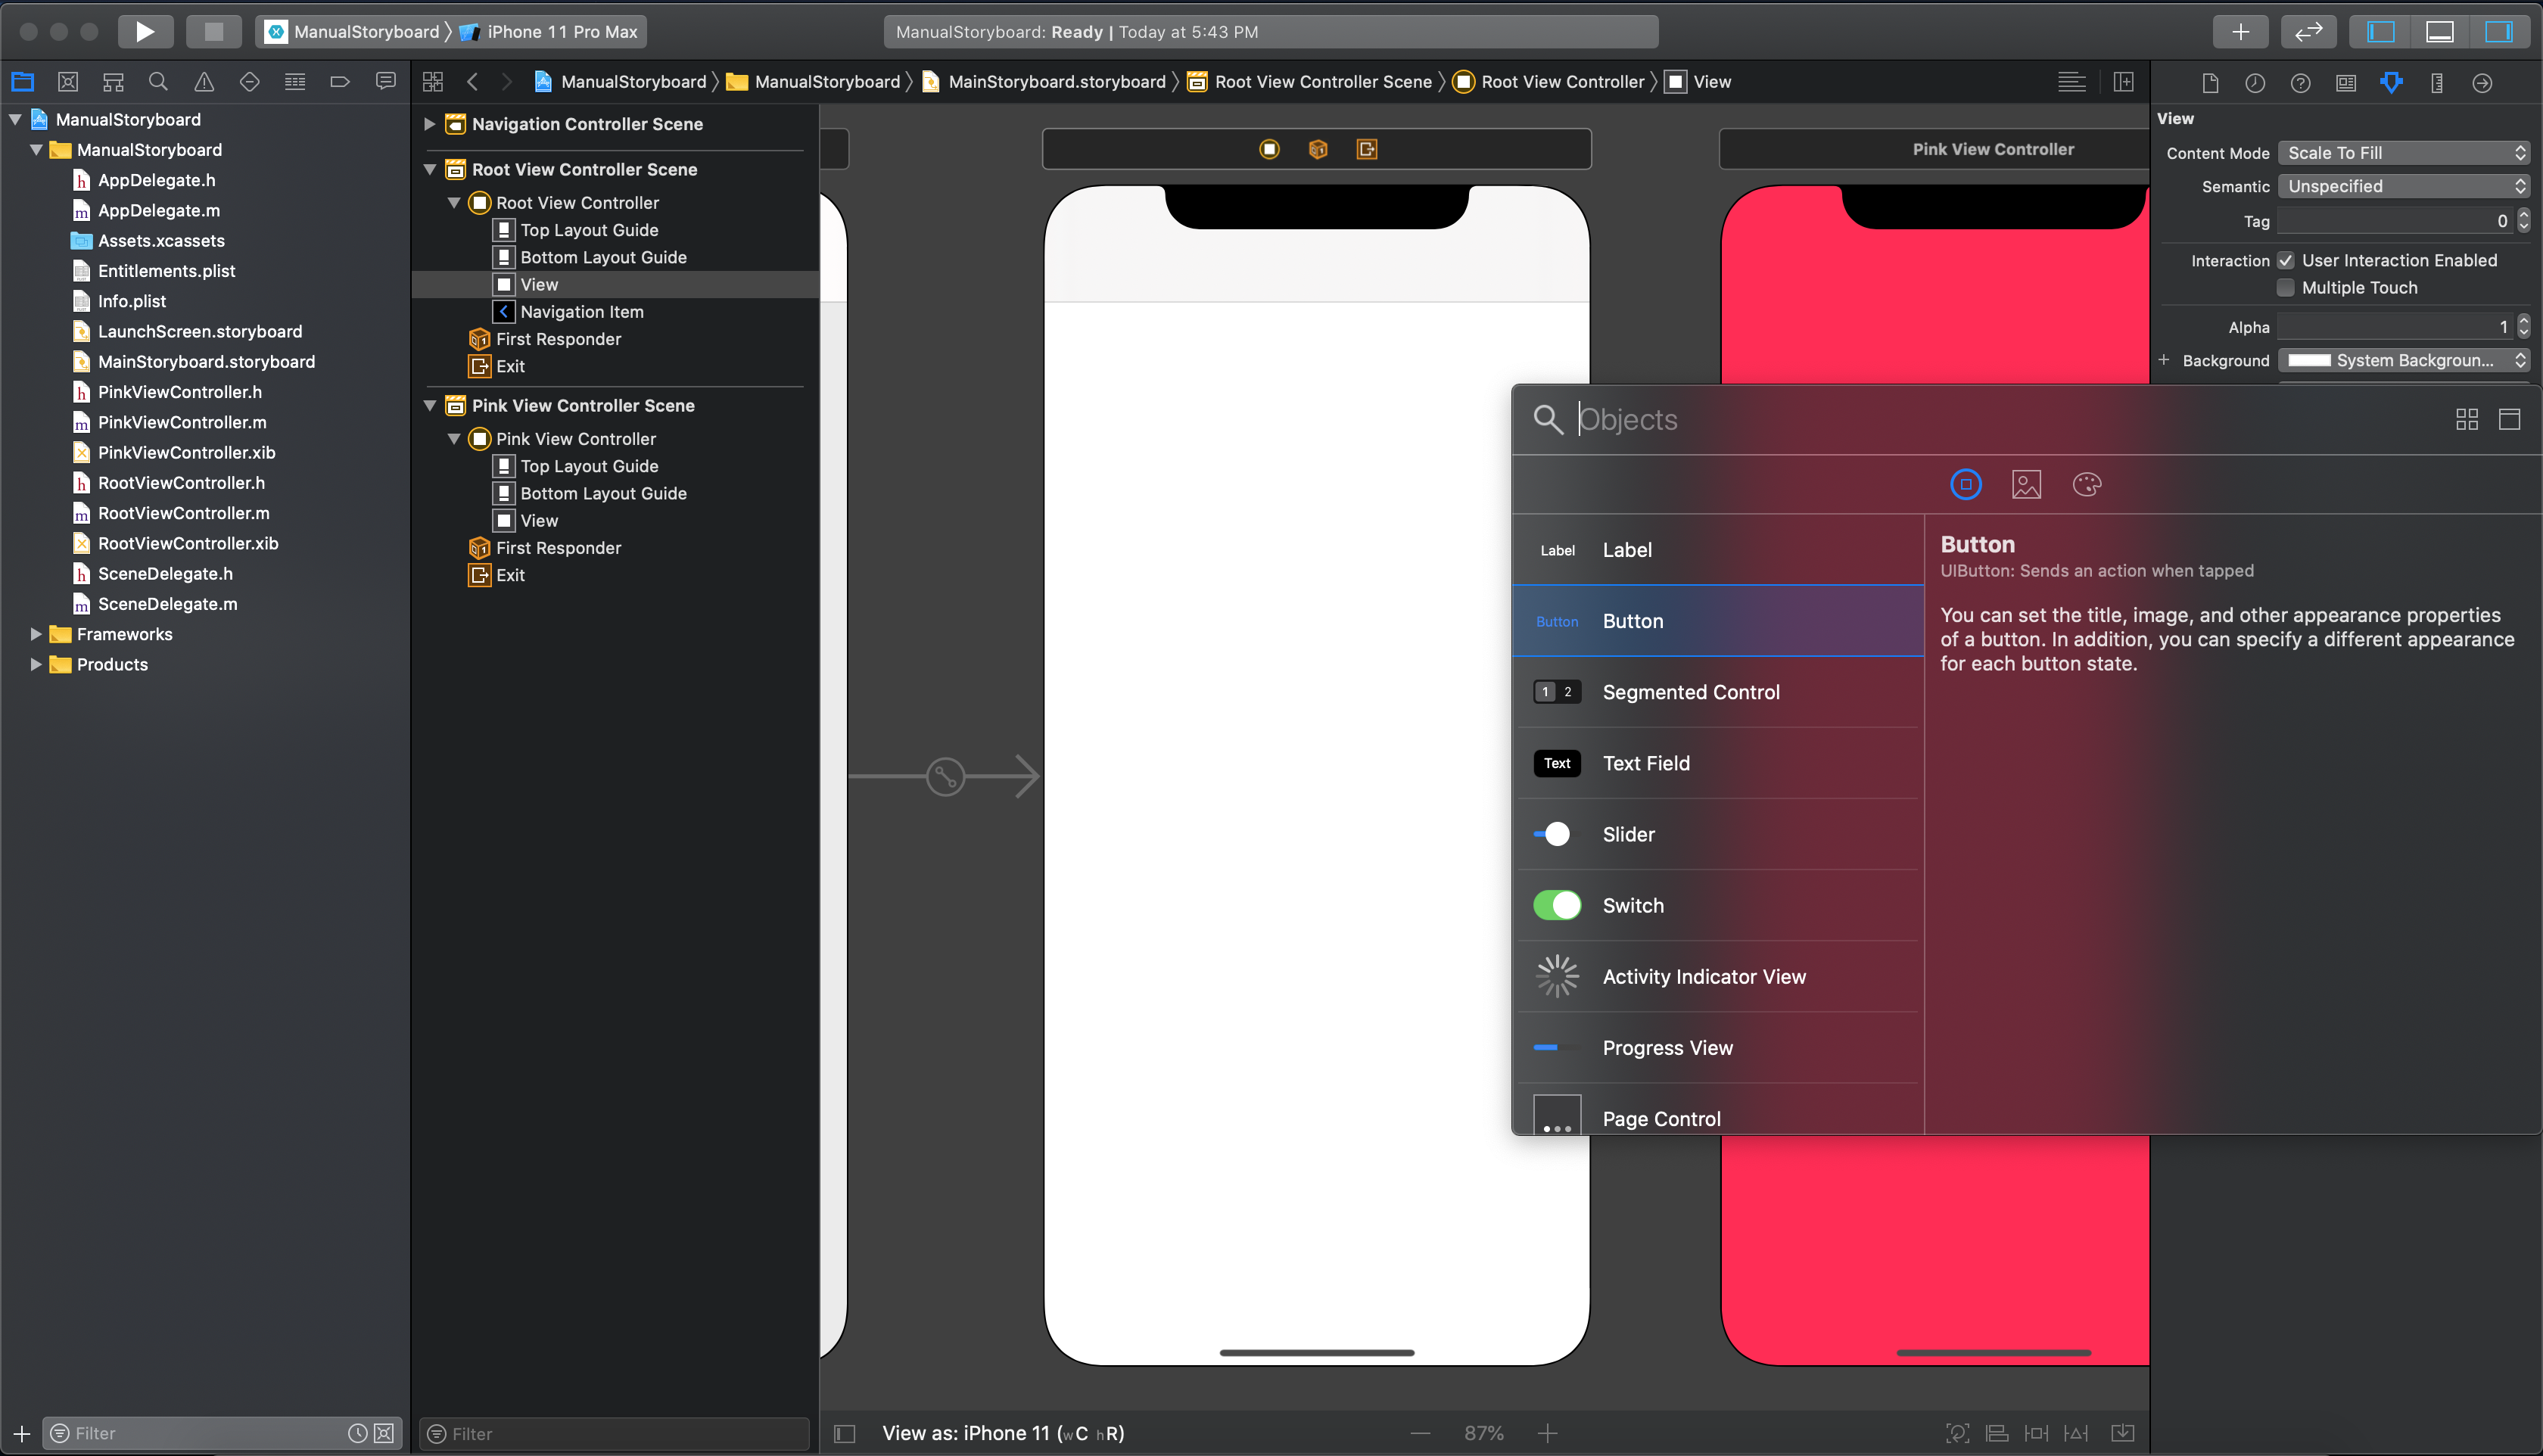 ManualStoryboard iPhone 11 Pro Max
ManualStoryboard: Ready | Today at 5:43 PM
ManualStoryboard ManualStoryboard MainStoryboard.storyboard Root View Controller Scene Root View Controller View
ManualStoryboard
ManualStoryboard
AppDelegate.h
AppDelegate.m
Assets.xcassets
Entitlements.plist
Info.plist
LaunchScreen.storyboard
MainStoryboard.storyboard
PinkViewController.h
PinkViewController.m
PinkViewController.xib
RootViewController.h
RootViewController.m
RootViewController.xib
SceneDelegate.h
SceneDelegate.m
Frameworks
Products
Filter
Navigation Controller Scene
Root View Controller Scene
Root View Controller
Top Layout Guide
Bottom Layout Guide
View
Navigation Item
First Responder
Exit
Pink View Controller Scene
Pink View Controller
Top Layout Guide
Bottom Layout Guide
View
First Responder
Exit
Filter
Pink View Controller
View as: iPhone 11 (wC hR)
87%
View
Content Mode Scale To Fill
Semantic Unspecified
Tag 0
Interaction User Interaction Enabled
Multiple Touch
Alpha 1
Background System Backgroun...
Objects
Label Label
Button Button
1 2 Segmented Control
Text Text Field
Slider
Switch
Activity Indicator View
Progress View
Page Control
Button
UIButton: Sends an action when tapped
You can set the title, image, and other appearance properties
of a button. In addition, you can specify a different appearance
for each button state.